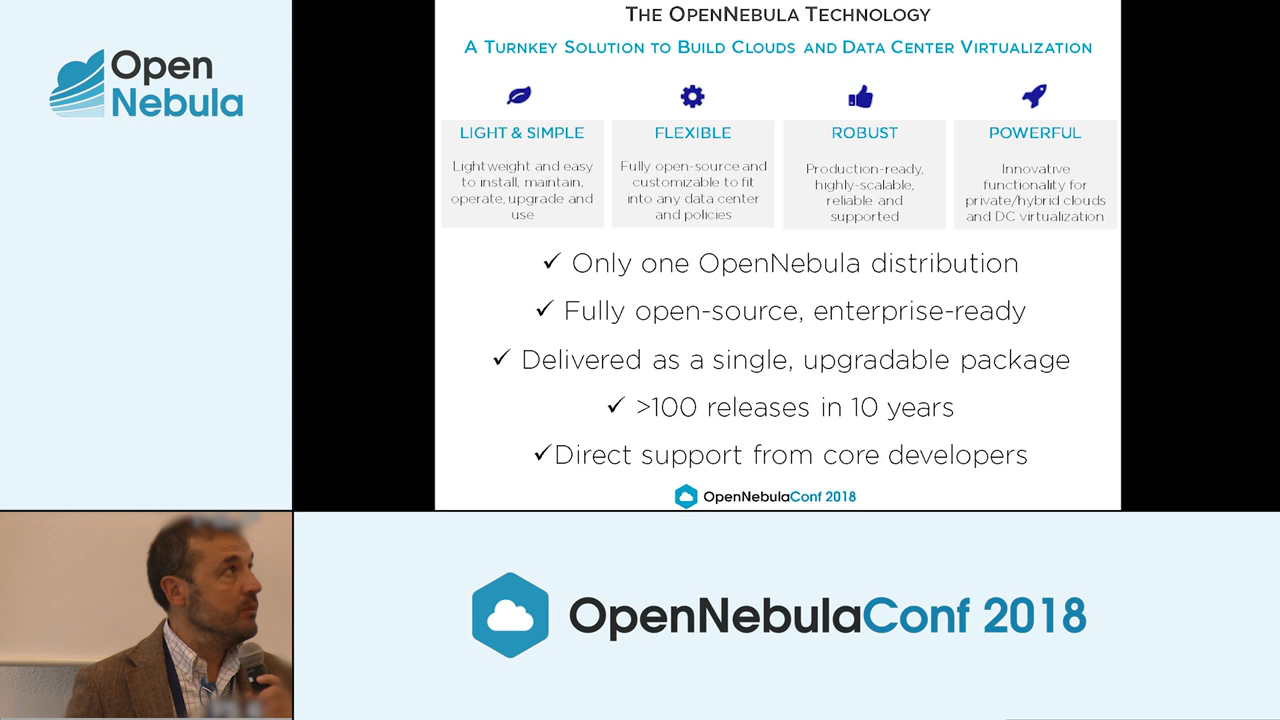 Open
Nebula
THE OPENNEBULA TECHNOLOGY
A TURNKEY SOLUTION TO BUILD CLOUDS AND DATA CENTER VIRTUALIZATION
LIGHT & SIMPLE
Lightweight and easy
to install, maintain,
operate, upgrade and
use
FLEXIBLE
Fully open-source and
customizable to fit
into any data center
and policies
ROBUST
Production-ready,
highly-scalable,
reliable and
supported
POWERFUL
Innovative
functionality for
private/hybrid clouds
and DC virtualization
✓ Only one OpenNebula distribution
✓ Fully open-source, enterprise-ready
✓ Delivered as a single, upgradable package
✓ >100 releases in 10 years
✓Direct support from core developers
OpenNebulaConf 2018
OpenNebulaConf 2018